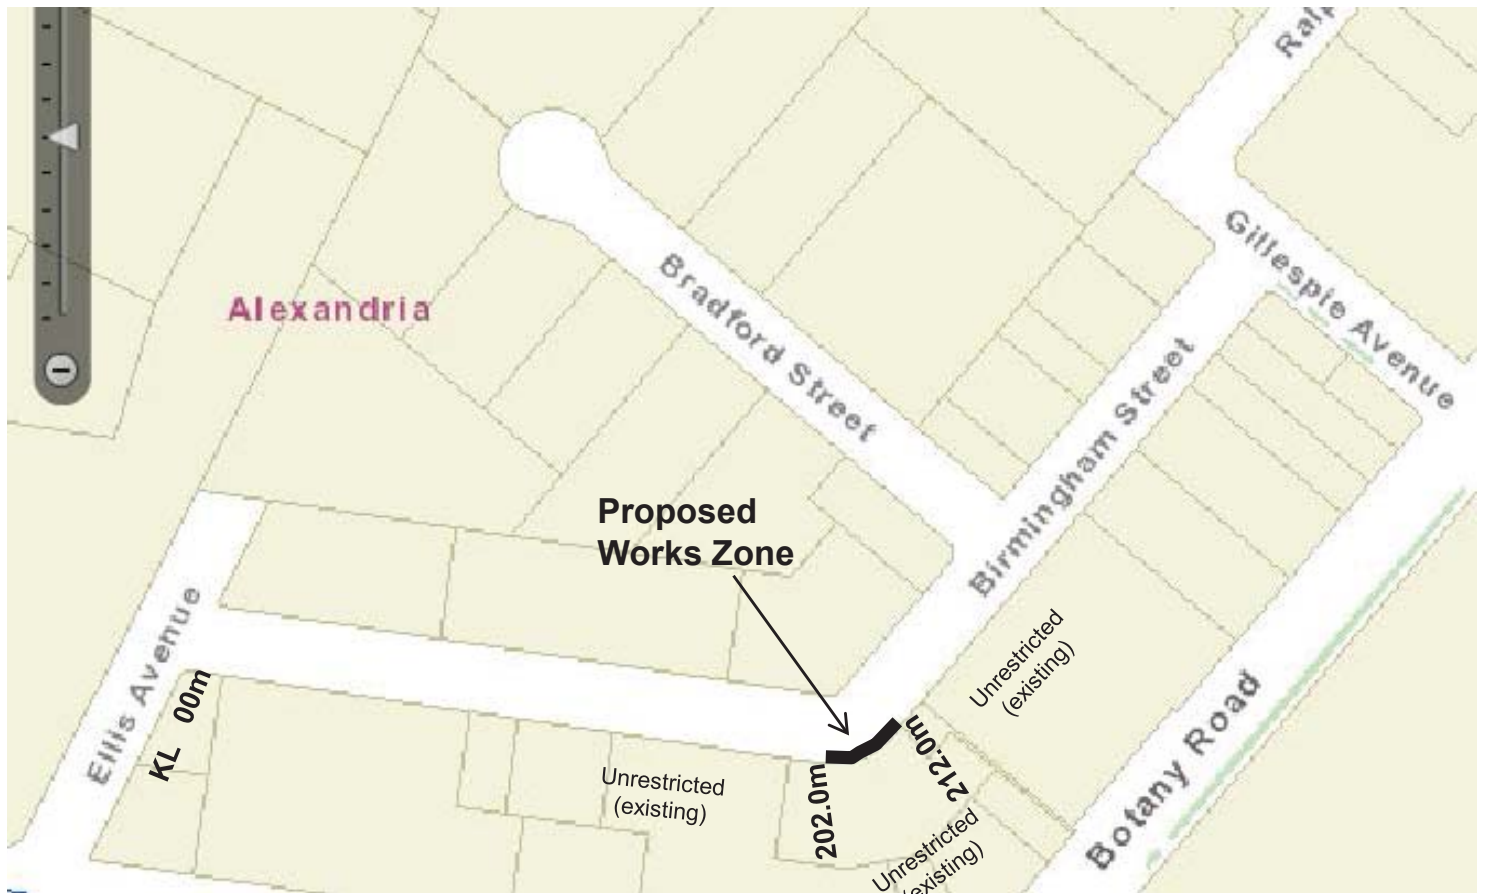 Alexandria
Bradford Street
Gillespie Avenue
Birmingham Street
Proposed
Works Zone
Ellis Avenue
KL 00m
Unrestricted
(existing)
202.0m
212.0m
Unrestricted
(existing)
Unrestricted
(existing)
Botany Road